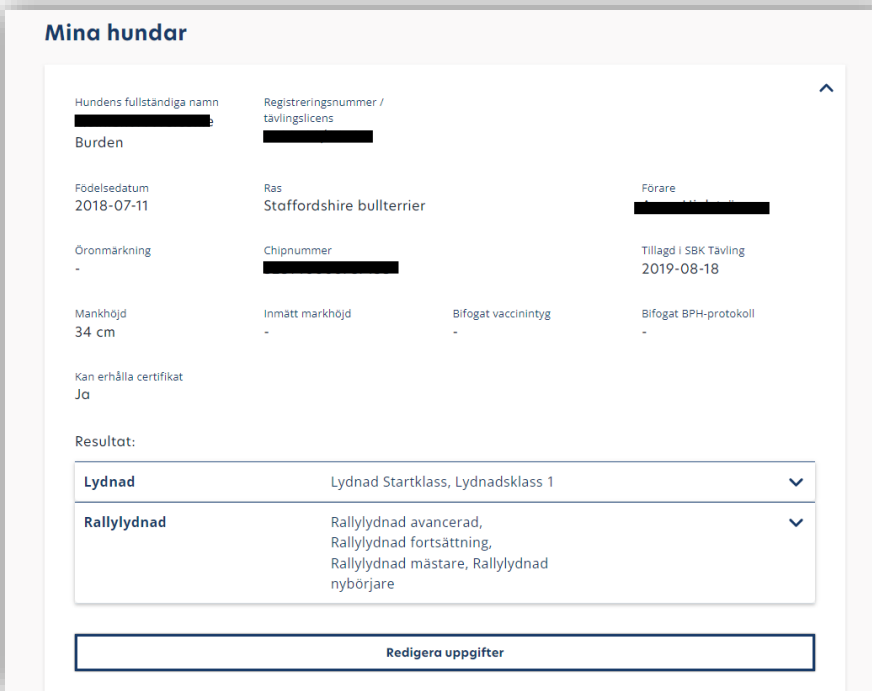 Mina hundar
Hundens fullständiga namn
Registreringsnummer /
tävlingslicens
Burden
Födelsedatum
2018-07-11
Ras
Staffordshire bullterrier
Förare
Öronmärkning
-
Chipnummer
Tillagd i SBK Tävling
2019-08-18
Mankhöjd
34 cm
Inmätt markhöjd
-
Bifogat vaccinintyg
-
Bifogat BPH-protokoll
-
Kan erhålla certifikat
Ja
Resultat:
Lydnad
Lydnad Startklass, Lydnadsklass 1
Rallylydnad
Rallylydnad avancerad,
Rallylydnad fortsättning,
Rallylydnad mästare, Rallylydnad
nybörjare
Redigera uppgifter